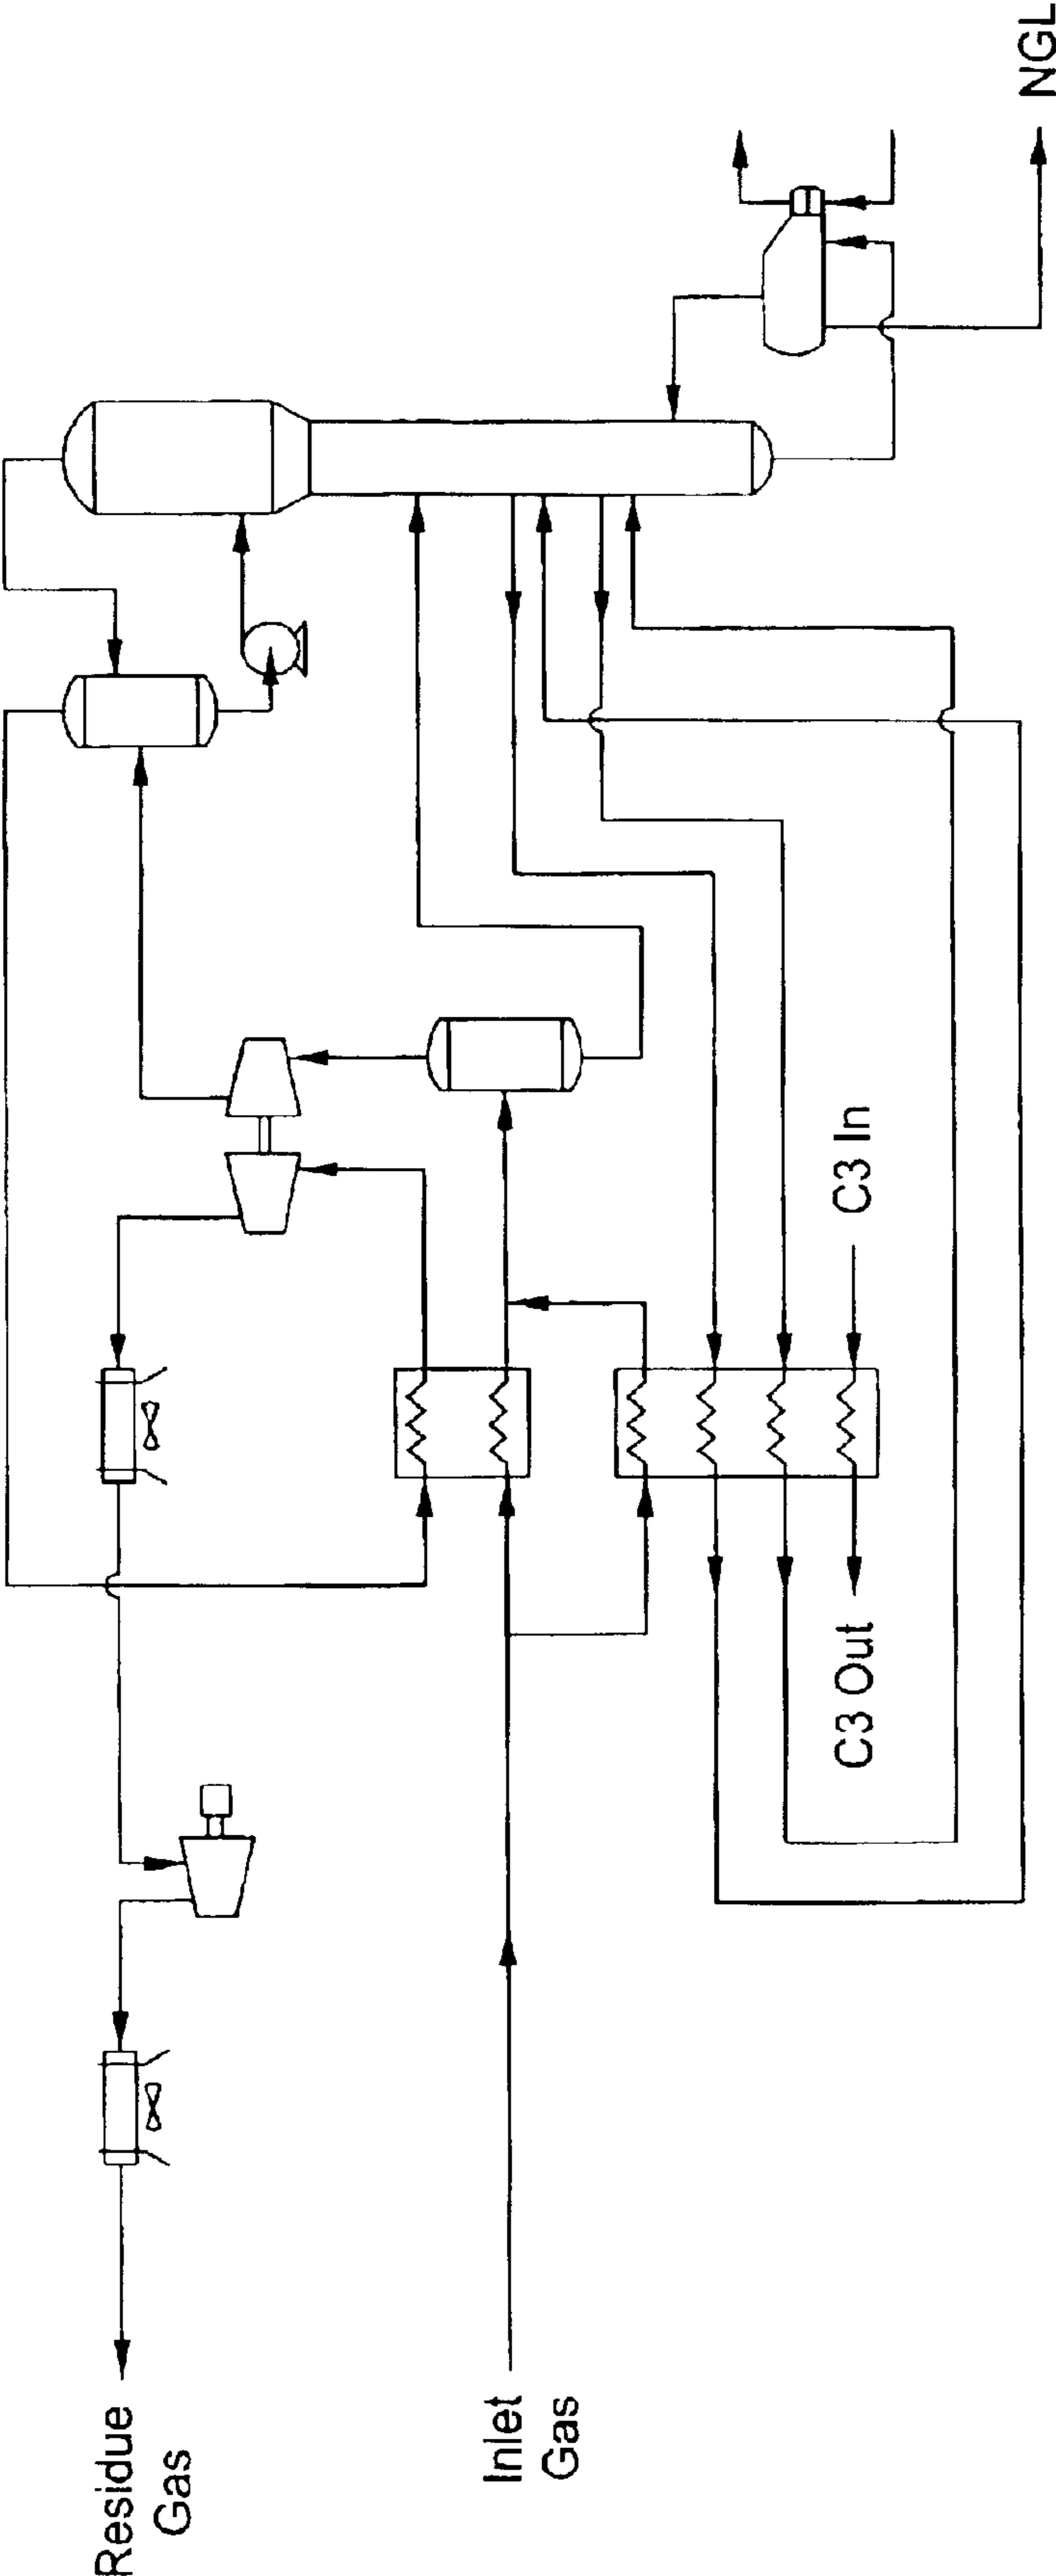 Residue
Gas
Inlet
Gas
C3 Out
C3 In
NGL